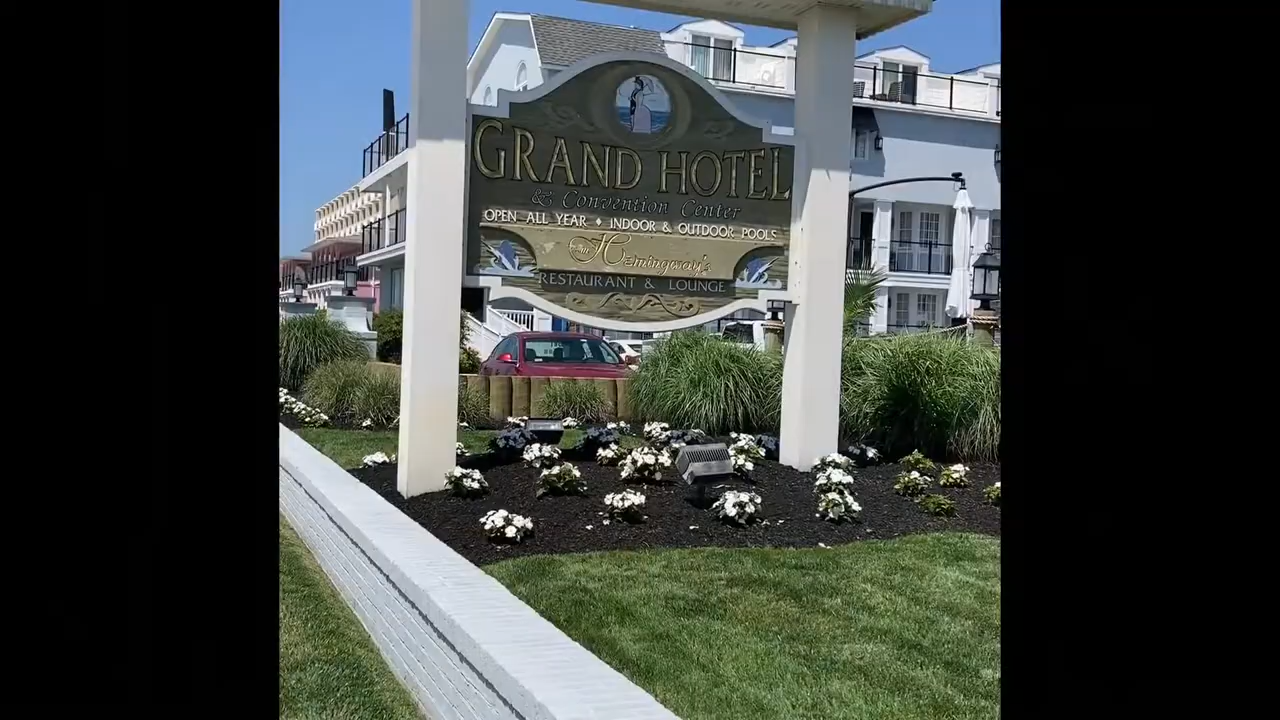 GRAND HOTEL
& Convention Center
OPEN ALL YEAR • INDOOR & OUTDOOR POOLS
Hemingway's
RESTAURANT & LOUNGE